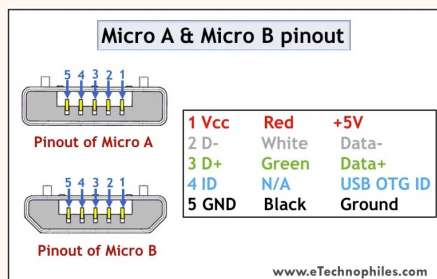 Micro A & Micro B pinout
5 4 3 2 1
Pinout of Micro A
5 4 3 2 1
Pinout of Micro B
1 Vcc Red +5V
2 D- White Data-
3 D+ Green Data+
4 ID N/A USB OTG ID
5 GND Black Ground
www.eTechnophiles.com